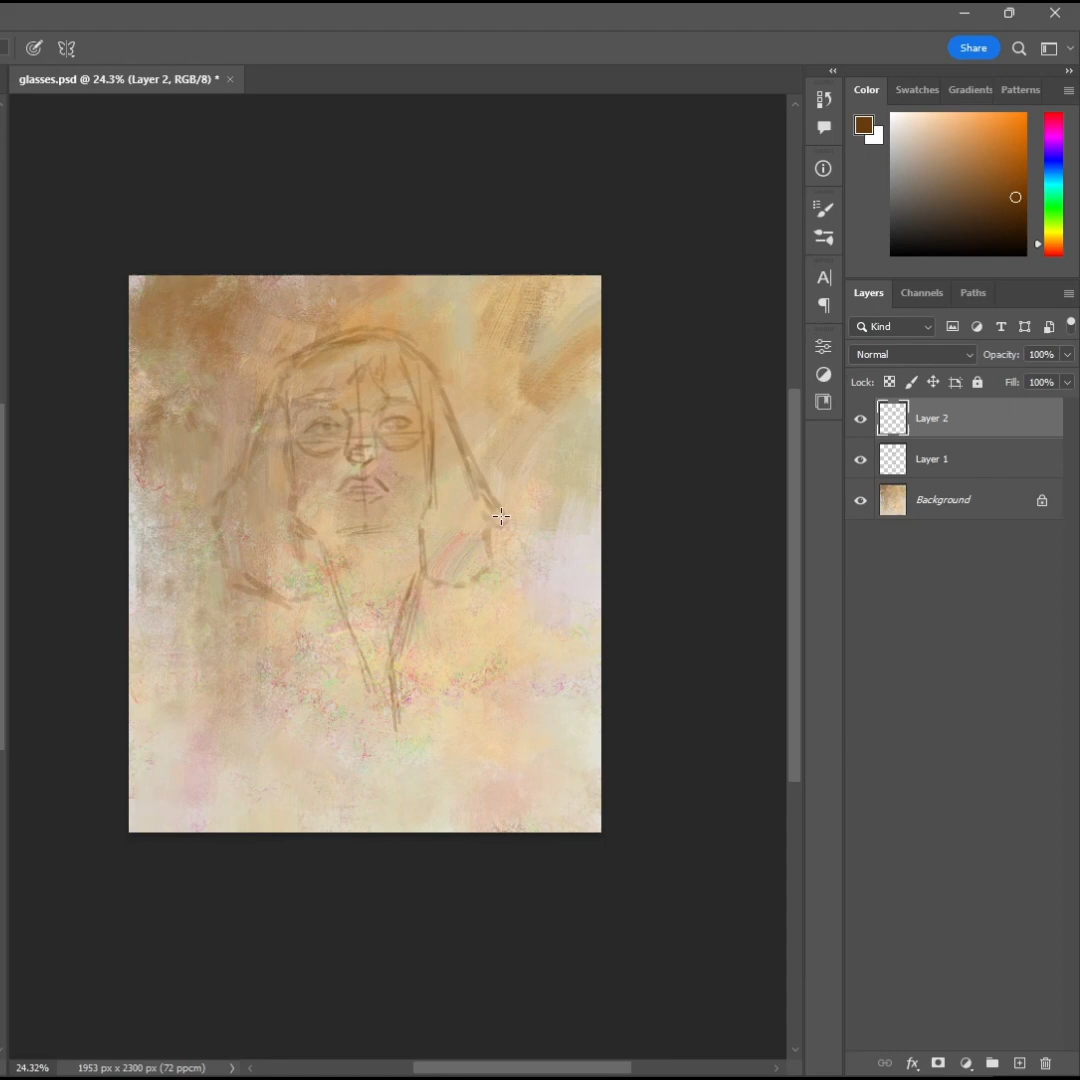 Share
glasses.psd @ 24.3% (Layer 2, RGB/8) *
Color Swatches Gradients Patterns
Layers Channels Paths
Kind
Normal Opacity: 100%
Lock: Fill: 100%
Layer 2
Layer 1
Background
24.32% 1953 px x 2300 px (72 ppcm)